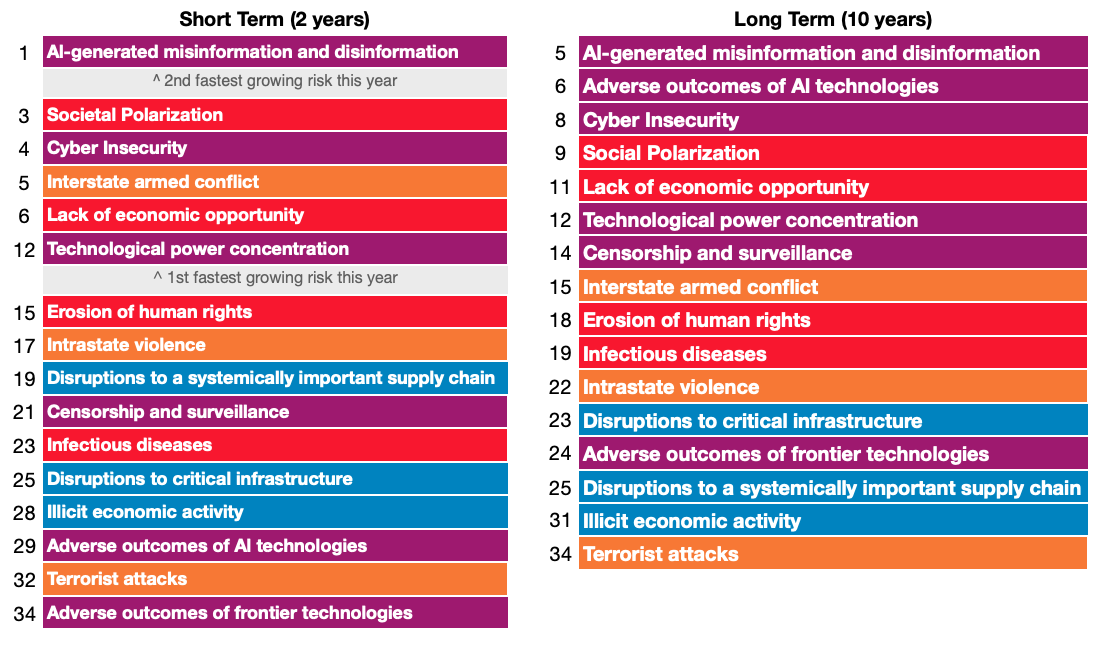 Short Term (2 years)
1 AI-generated misinformation and disinformation
^ 2nd fastest growing risk this year
3 Societal Polarization
4 Cyber Insecurity
5 Interstate armed conflict
6 Lack of economic opportunity
12 Technological power concentration
^ 1st fastest growing risk this year
15 Erosion of human rights
17 Intrastate violence
19 Disruptions to a systemically important supply chain
21 Censorship and surveillance
23 Infectious diseases
25 Disruptions to critical infrastructure
28 Illicit economic activity
29 Adverse outcomes of AI technologies
32 Terrorist attacks
34 Adverse outcomes of frontier technologies
Long Term (10 years)
5 AI-generated misinformation and disinformation
6 Adverse outcomes of AI technologies
8 Cyber Insecurity
9 Social Polarization
11 Lack of economic opportunity
12 Technological power concentration
14 Censorship and surveillance
15 Interstate armed conflict
18 Erosion of human rights
19 Infectious diseases
22 Intrastate violence
23 Disruptions to critical infrastructure
24 Adverse outcomes of frontier technologies
25 Disruptions to a systemically important supply chain
31 Illicit economic activity
34 Terrorist attacks